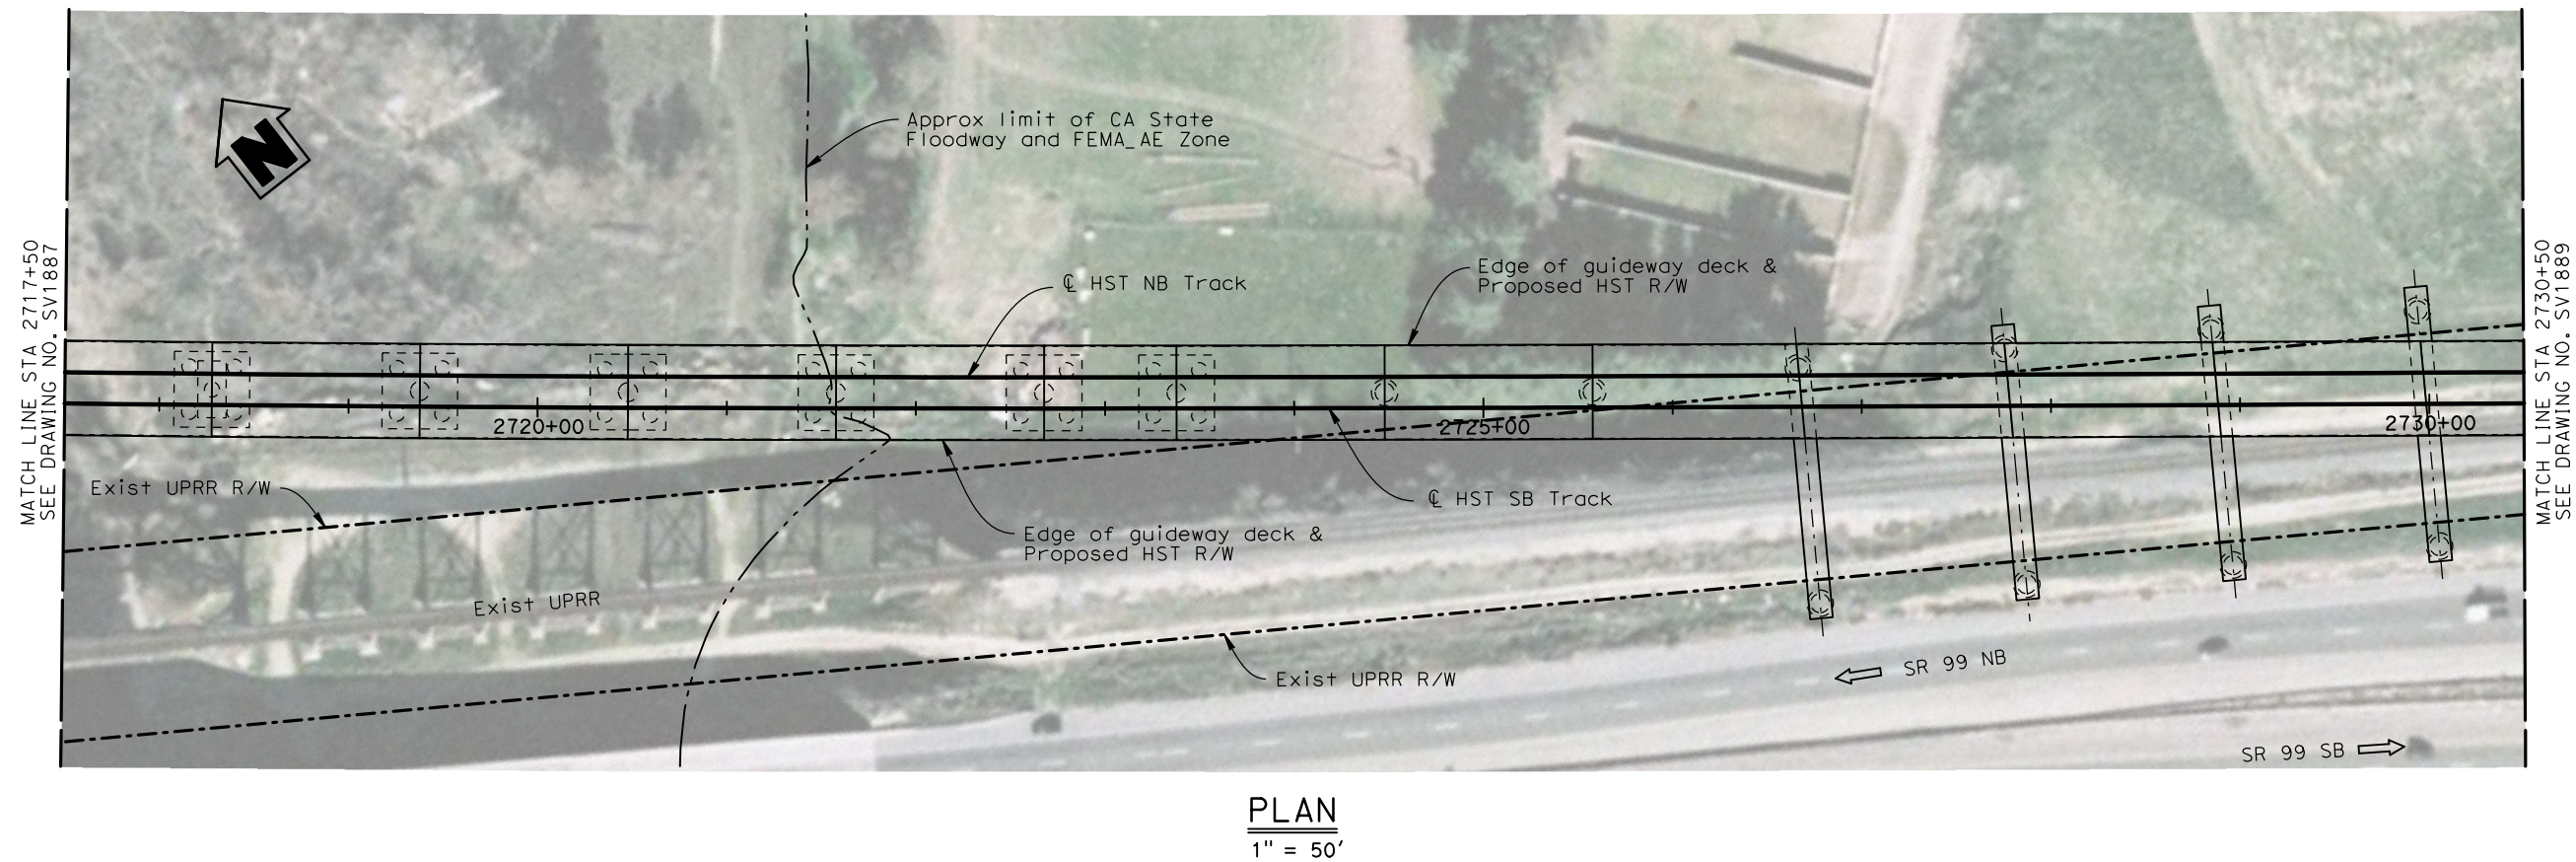 N
Approx limit of CA State
Floodway and FEMA_AE Zone
℄ HST NB Track
Edge of guideway deck &
Proposed HST R/W
MATCH LINE STA 2717+50
SEE DRAWING NO. SV1887
MATCH LINE STA 2730+50
SEE DRAWING NO. SV1889
2720+00
2725+00
2730+00
Exist UPRR R/W
℄ HST SB Track
Edge of guideway deck &
Proposed HST R/W
Exist UPRR
Exist UPRR R/W
SR 99 NB
SR 99 SB
PLAN
1" = 50'